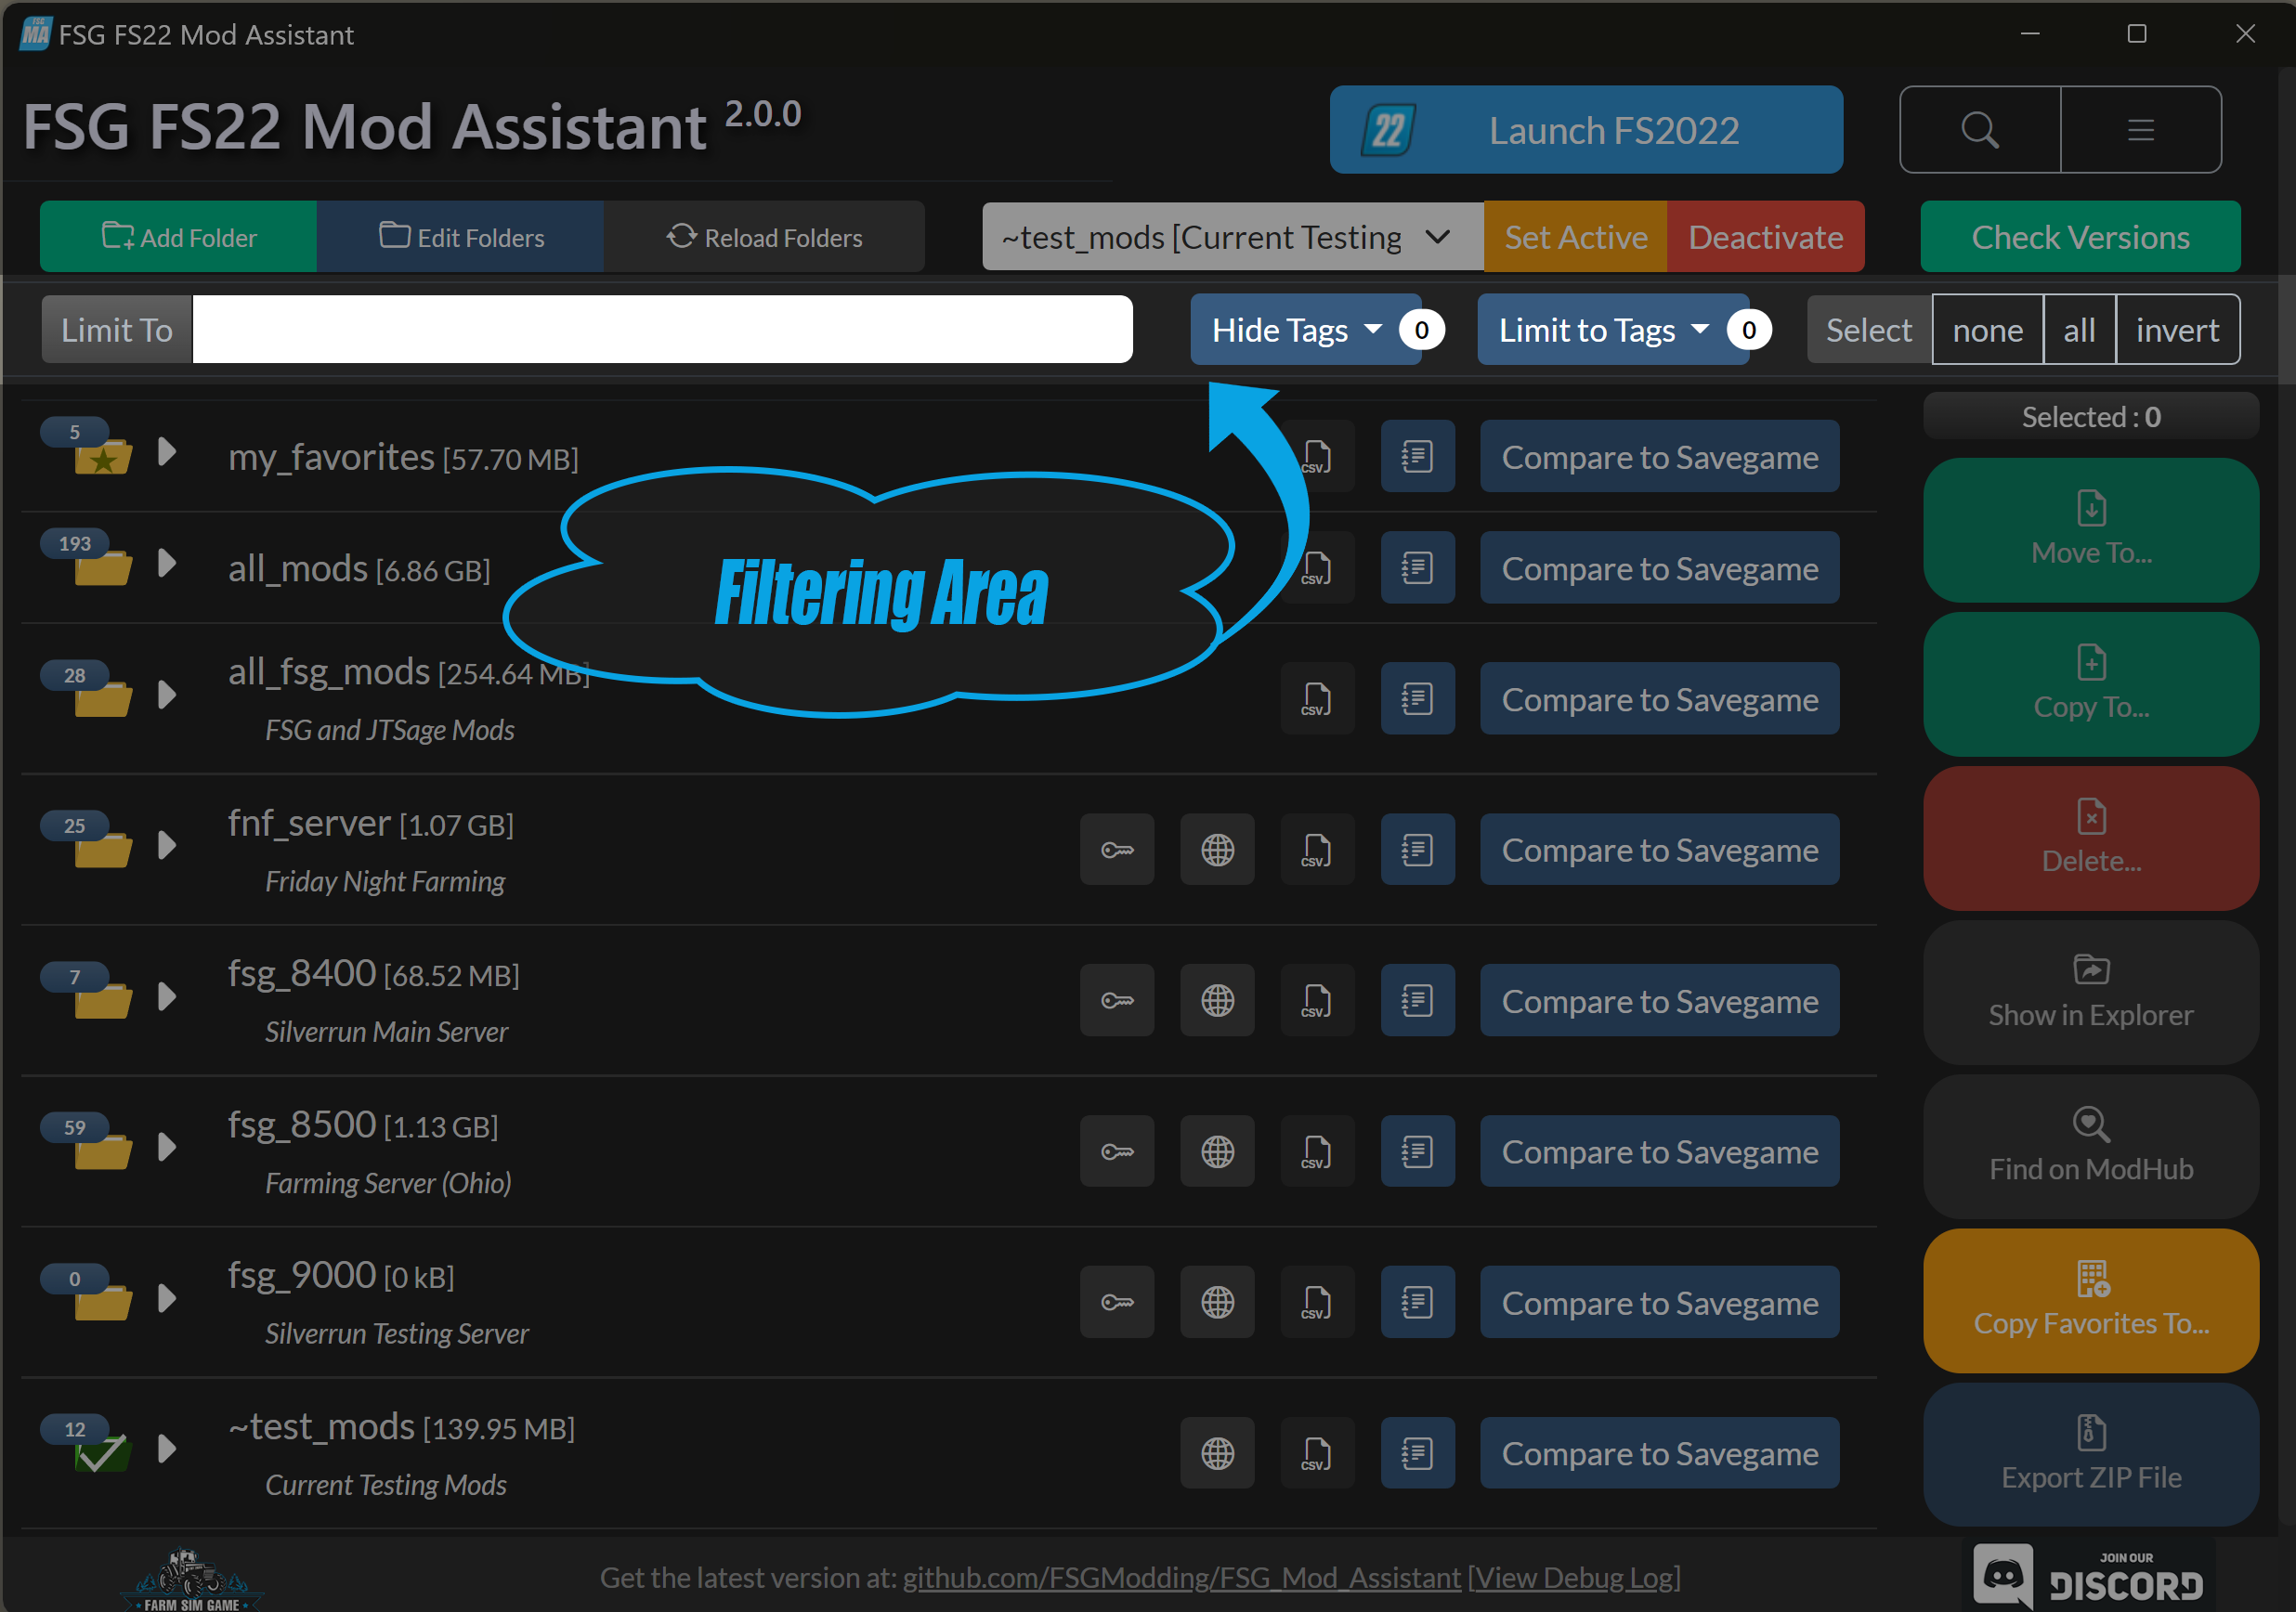 FSG FS22 Mod Assistant
FSG FS22 Mod Assistant 2.0.0
22 Launch FS2022
Add Folder Edit Folders Reload Folders ~test_mods [Current Testing Set Active Deactivate Check Versions
Limit To Hide Tags 0 Limit to Tags 0 Select none all invert
Selected : 0
5 my_favorites [57.70 MB] CSV Compare to Savegame
Move To...
193 all_mods [6.86 GB] CSV Compare to Savegame
Filtering Area
28 all_fsg_mods [254.64 MB] CSV Compare to Savegame
FSG and JTSage Mods
Copy To...
25 fnf_server [1.07 GB] CSV Compare to Savegame
Friday Night Farming
Delete...
7 fsg_8400 [68.52 MB] CSV Compare to Savegame
Silverrun Main Server
Show in Explorer
59 fsg_8500 [1.13 GB] CSV Compare to Savegame
Farming Server (Ohio)
Find on ModHub
0 fsg_9000 [0 kB] CSV Compare to Savegame
Silverrun Testing Server
Copy Favorites To...
12 ~test_mods [139.95 MB] CSV Compare to Savegame
Current Testing Mods
Export ZIP File
FARM SIM GAME
Get the latest version at: github.com/FSGModding/FSG_Mod_Assistant [View Debug Log]
JOIN OUR
DISCORD